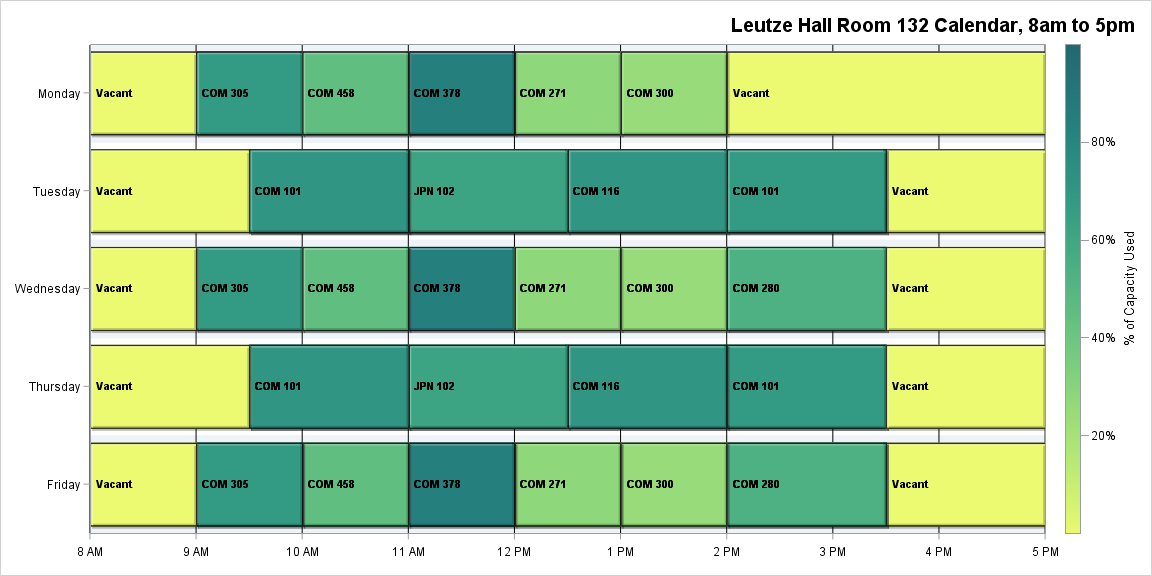 Leutze Hall Room 132 Calendar, 8am to 5pm
Monday Vacant COM 305 COM 458 COM 378 COM 271 COM 300 Vacant
Tuesday Vacant COM 101 JPN 102 COM 116 COM 101 Vacant
Wednesday Vacant COM 305 COM 458 COM 378 COM 271 COM 300 COM 280 Vacant
Thursday Vacant COM 101 JPN 102 COM 116 COM 101 Vacant
Friday Vacant COM 305 COM 458 COM 378 COM 271 COM 300 COM 280 Vacant
8 AM 9 AM 10 AM 11 AM 12 PM 1 PM 2 PM 3 PM 4 PM 5 PM
80%
60%
40%
20%
% of Capacity Used